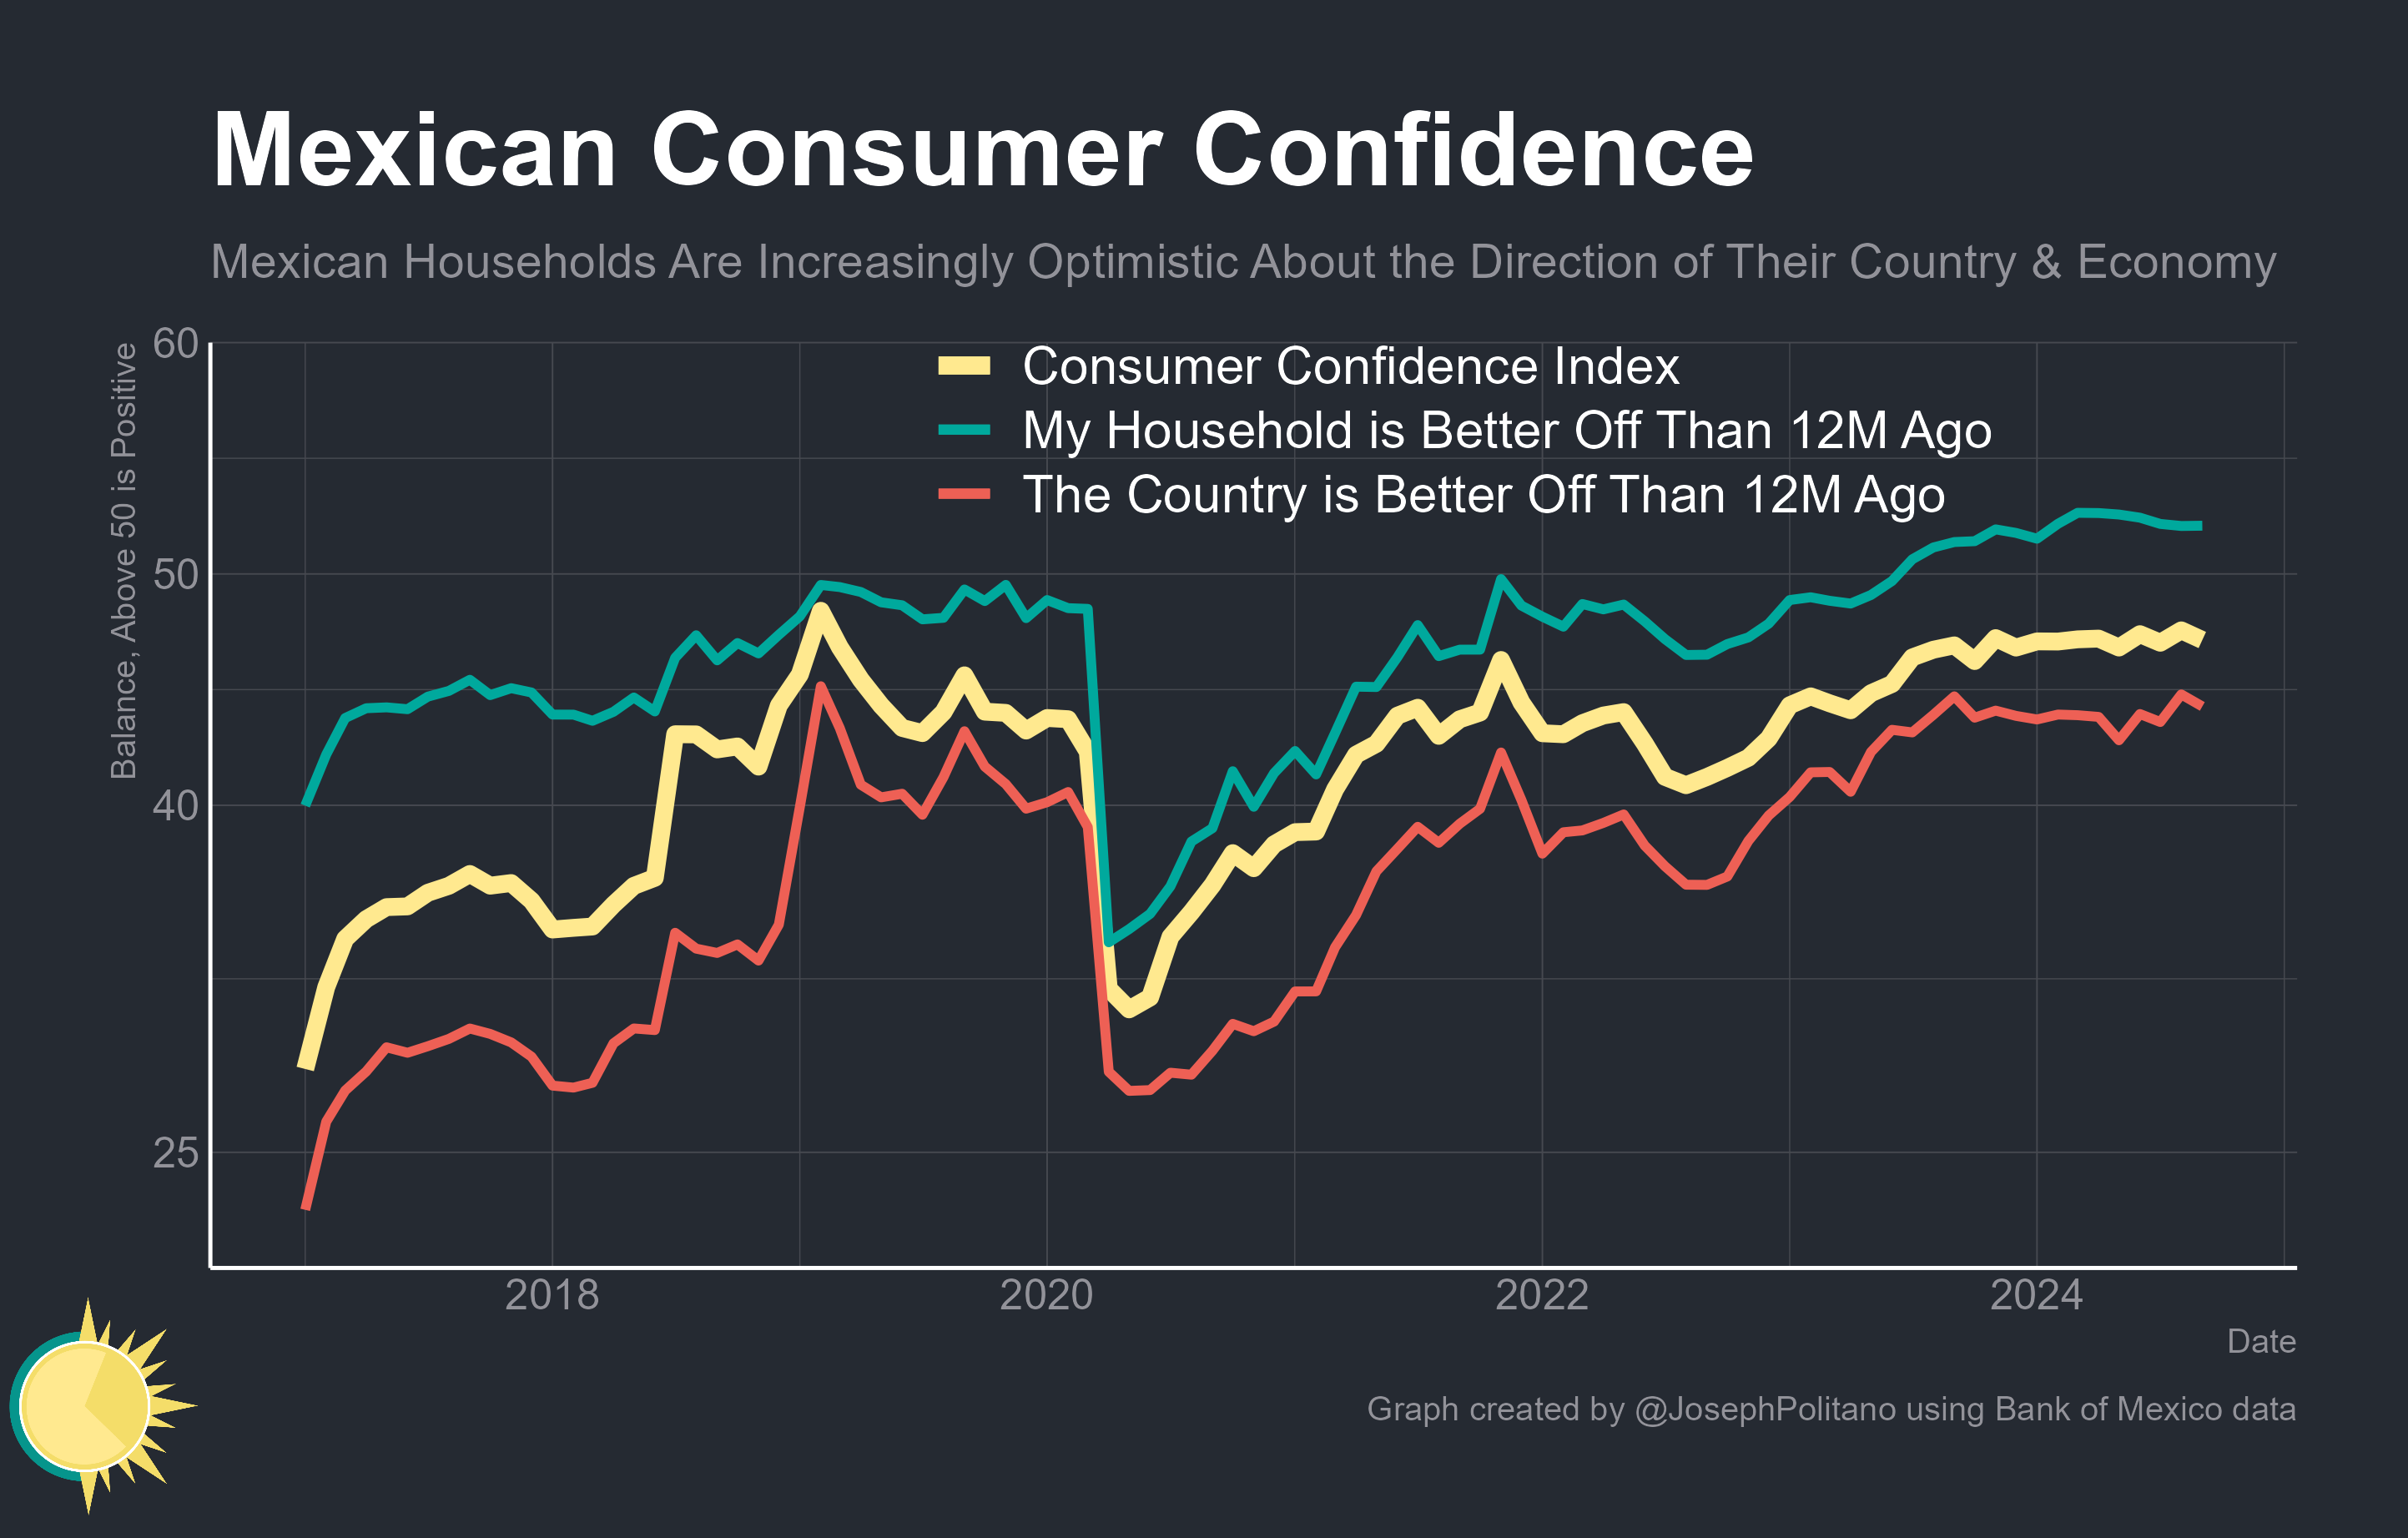 Mexican Consumer Confidence
Mexican Households Are Increasingly Optimistic About the Direction of Their Country & Economy
Balance, Above 50 is Positive
60
50
40
25
Consumer Confidence Index
My Household is Better Off Than 12M Ago
The Country is Better Off Than 12M Ago
2018
2020
2022
2024
Date
Graph created by @JosephPolitano using Bank of Mexico data